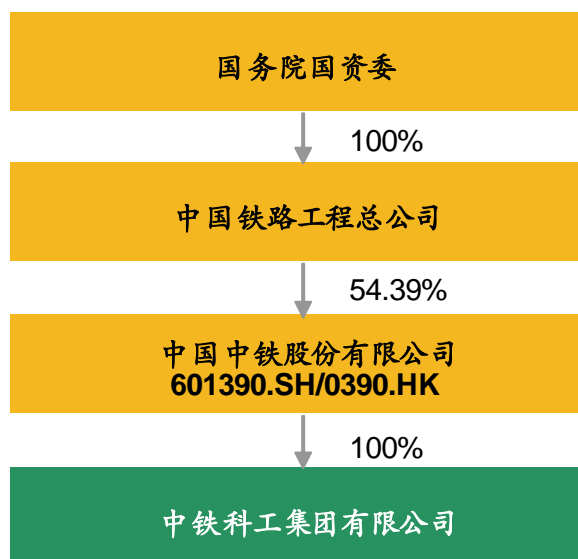 国务院国资委
100%
中国铁路工程总公司
54.39%
中国中铁股份有限公司
601390.SH/0390.HK
100%
中铁科工集团有限公司